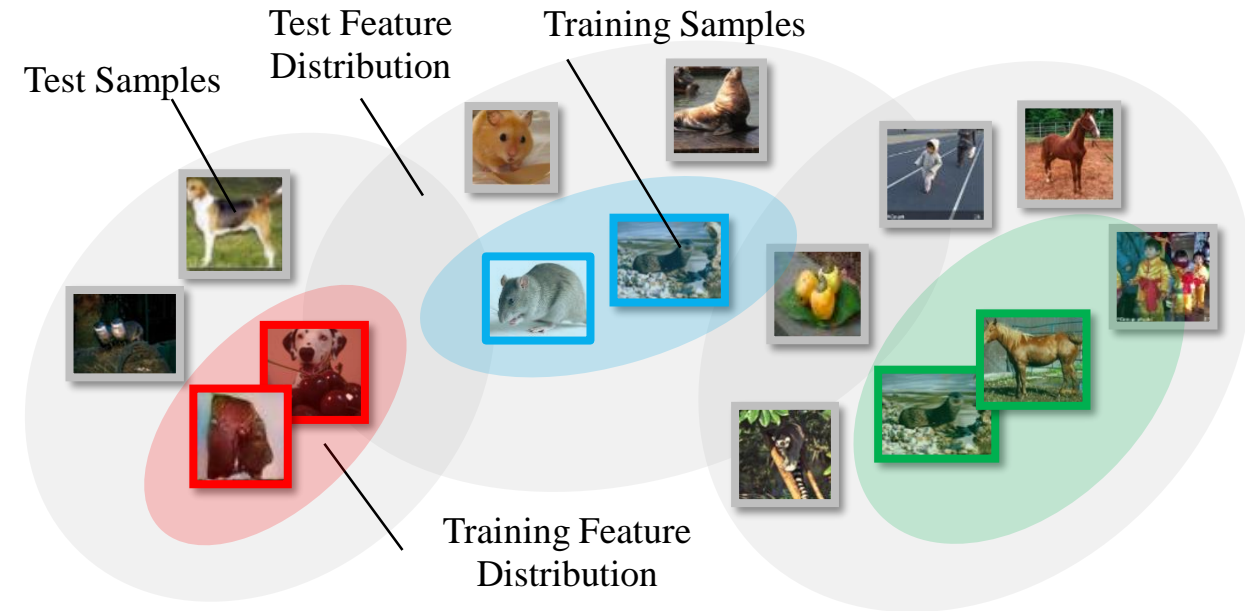 Test Feature
Distribution
Training Samples
Test Samples
Training Feature
Distribution